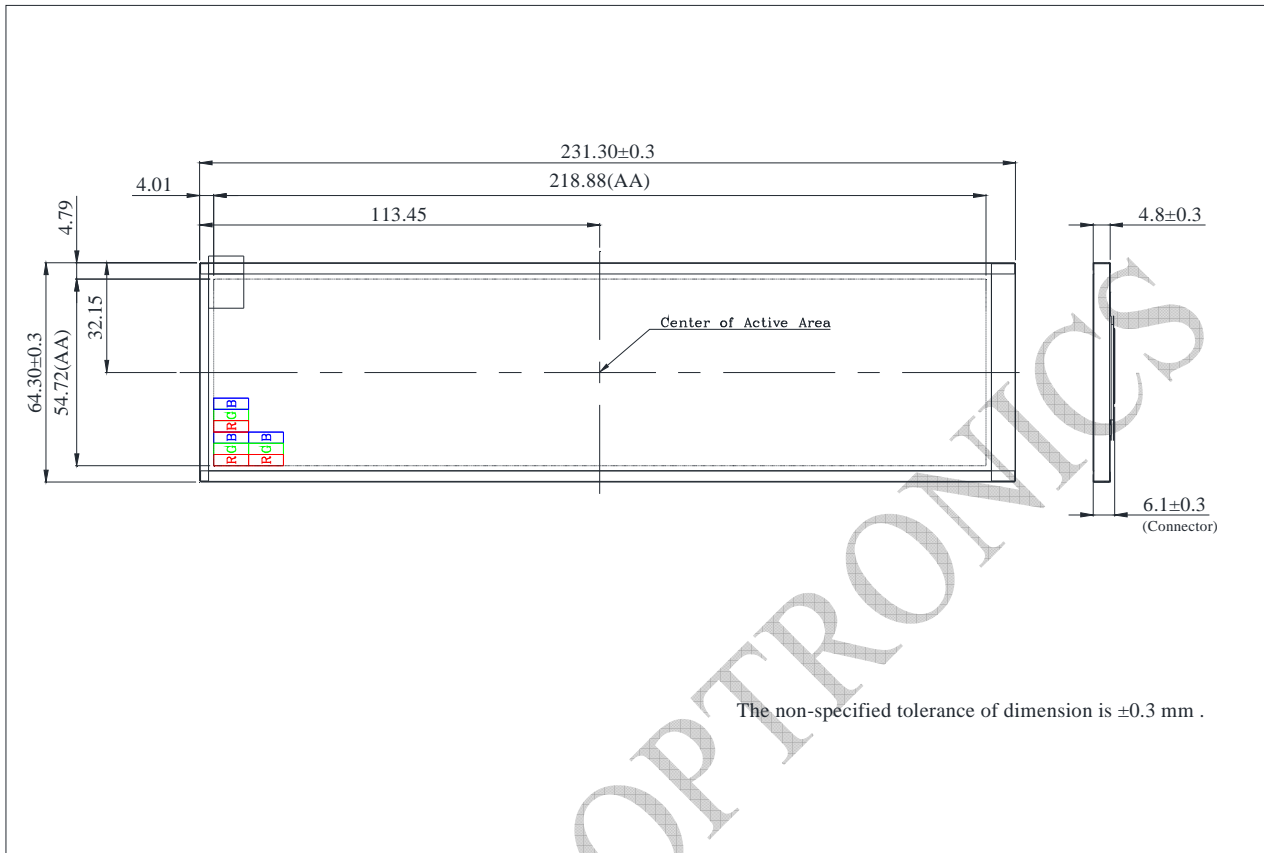 231.30±0.3
218.88(AA)
4.01
113.45
4.79
64.30±0.3
54.72(AA)
32.15
Center of Active Area
4.8±0.3
6.1±0.3
(Connector)
B
G
R
B
G
R
B
G
R
The non-specified tolerance of dimension is ±0.3 mm .
OPTRONICS